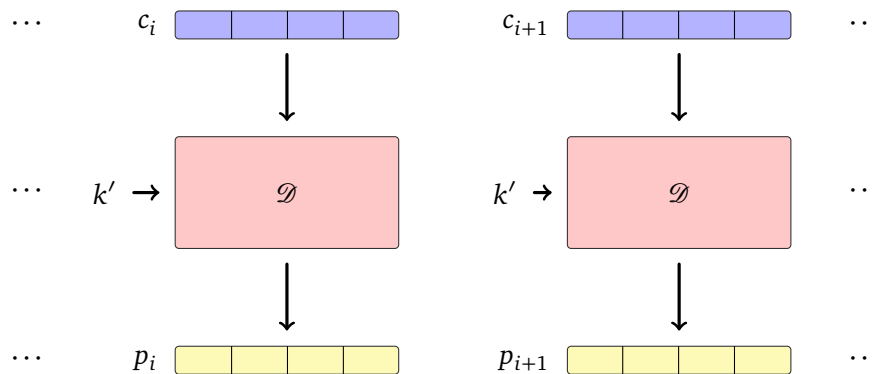 ⋯ c_i c_{i+1} ⋯
⋯ k′ 𝒟 k′ 𝒟 ⋯
⋯ p_i p_{i+1} ⋯